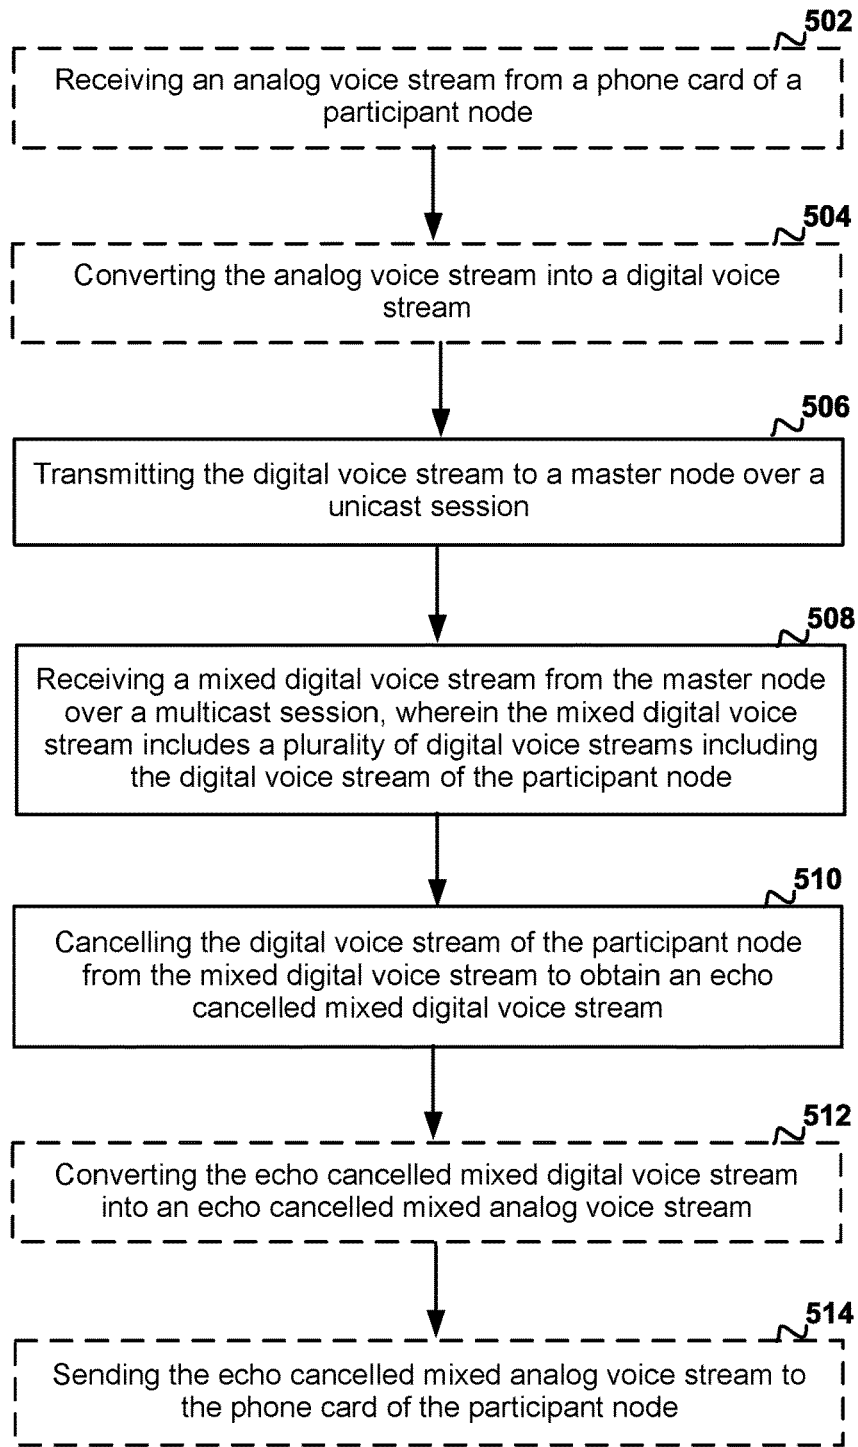 502
Receiving an analog voice stream from a phone card of a
participant node
504
Converting the analog voice stream into a digital voice
stream
506
Transmitting the digital voice stream to a master node over a
unicast session
508
Receiving a mixed digital voice stream from the master node
over a multicast session, wherein the mixed digital voice
stream includes a plurality of digital voice streams including
the digital voice stream of the participant node
510
Cancelling the digital voice stream of the participant node
from the mixed digital voice stream to obtain an echo
cancelled mixed digital voice stream
512
Converting the echo cancelled mixed digital voice stream
into an echo cancelled mixed analog voice stream
514
Sending the echo cancelled mixed analog voice stream to
the phone card of the participant node